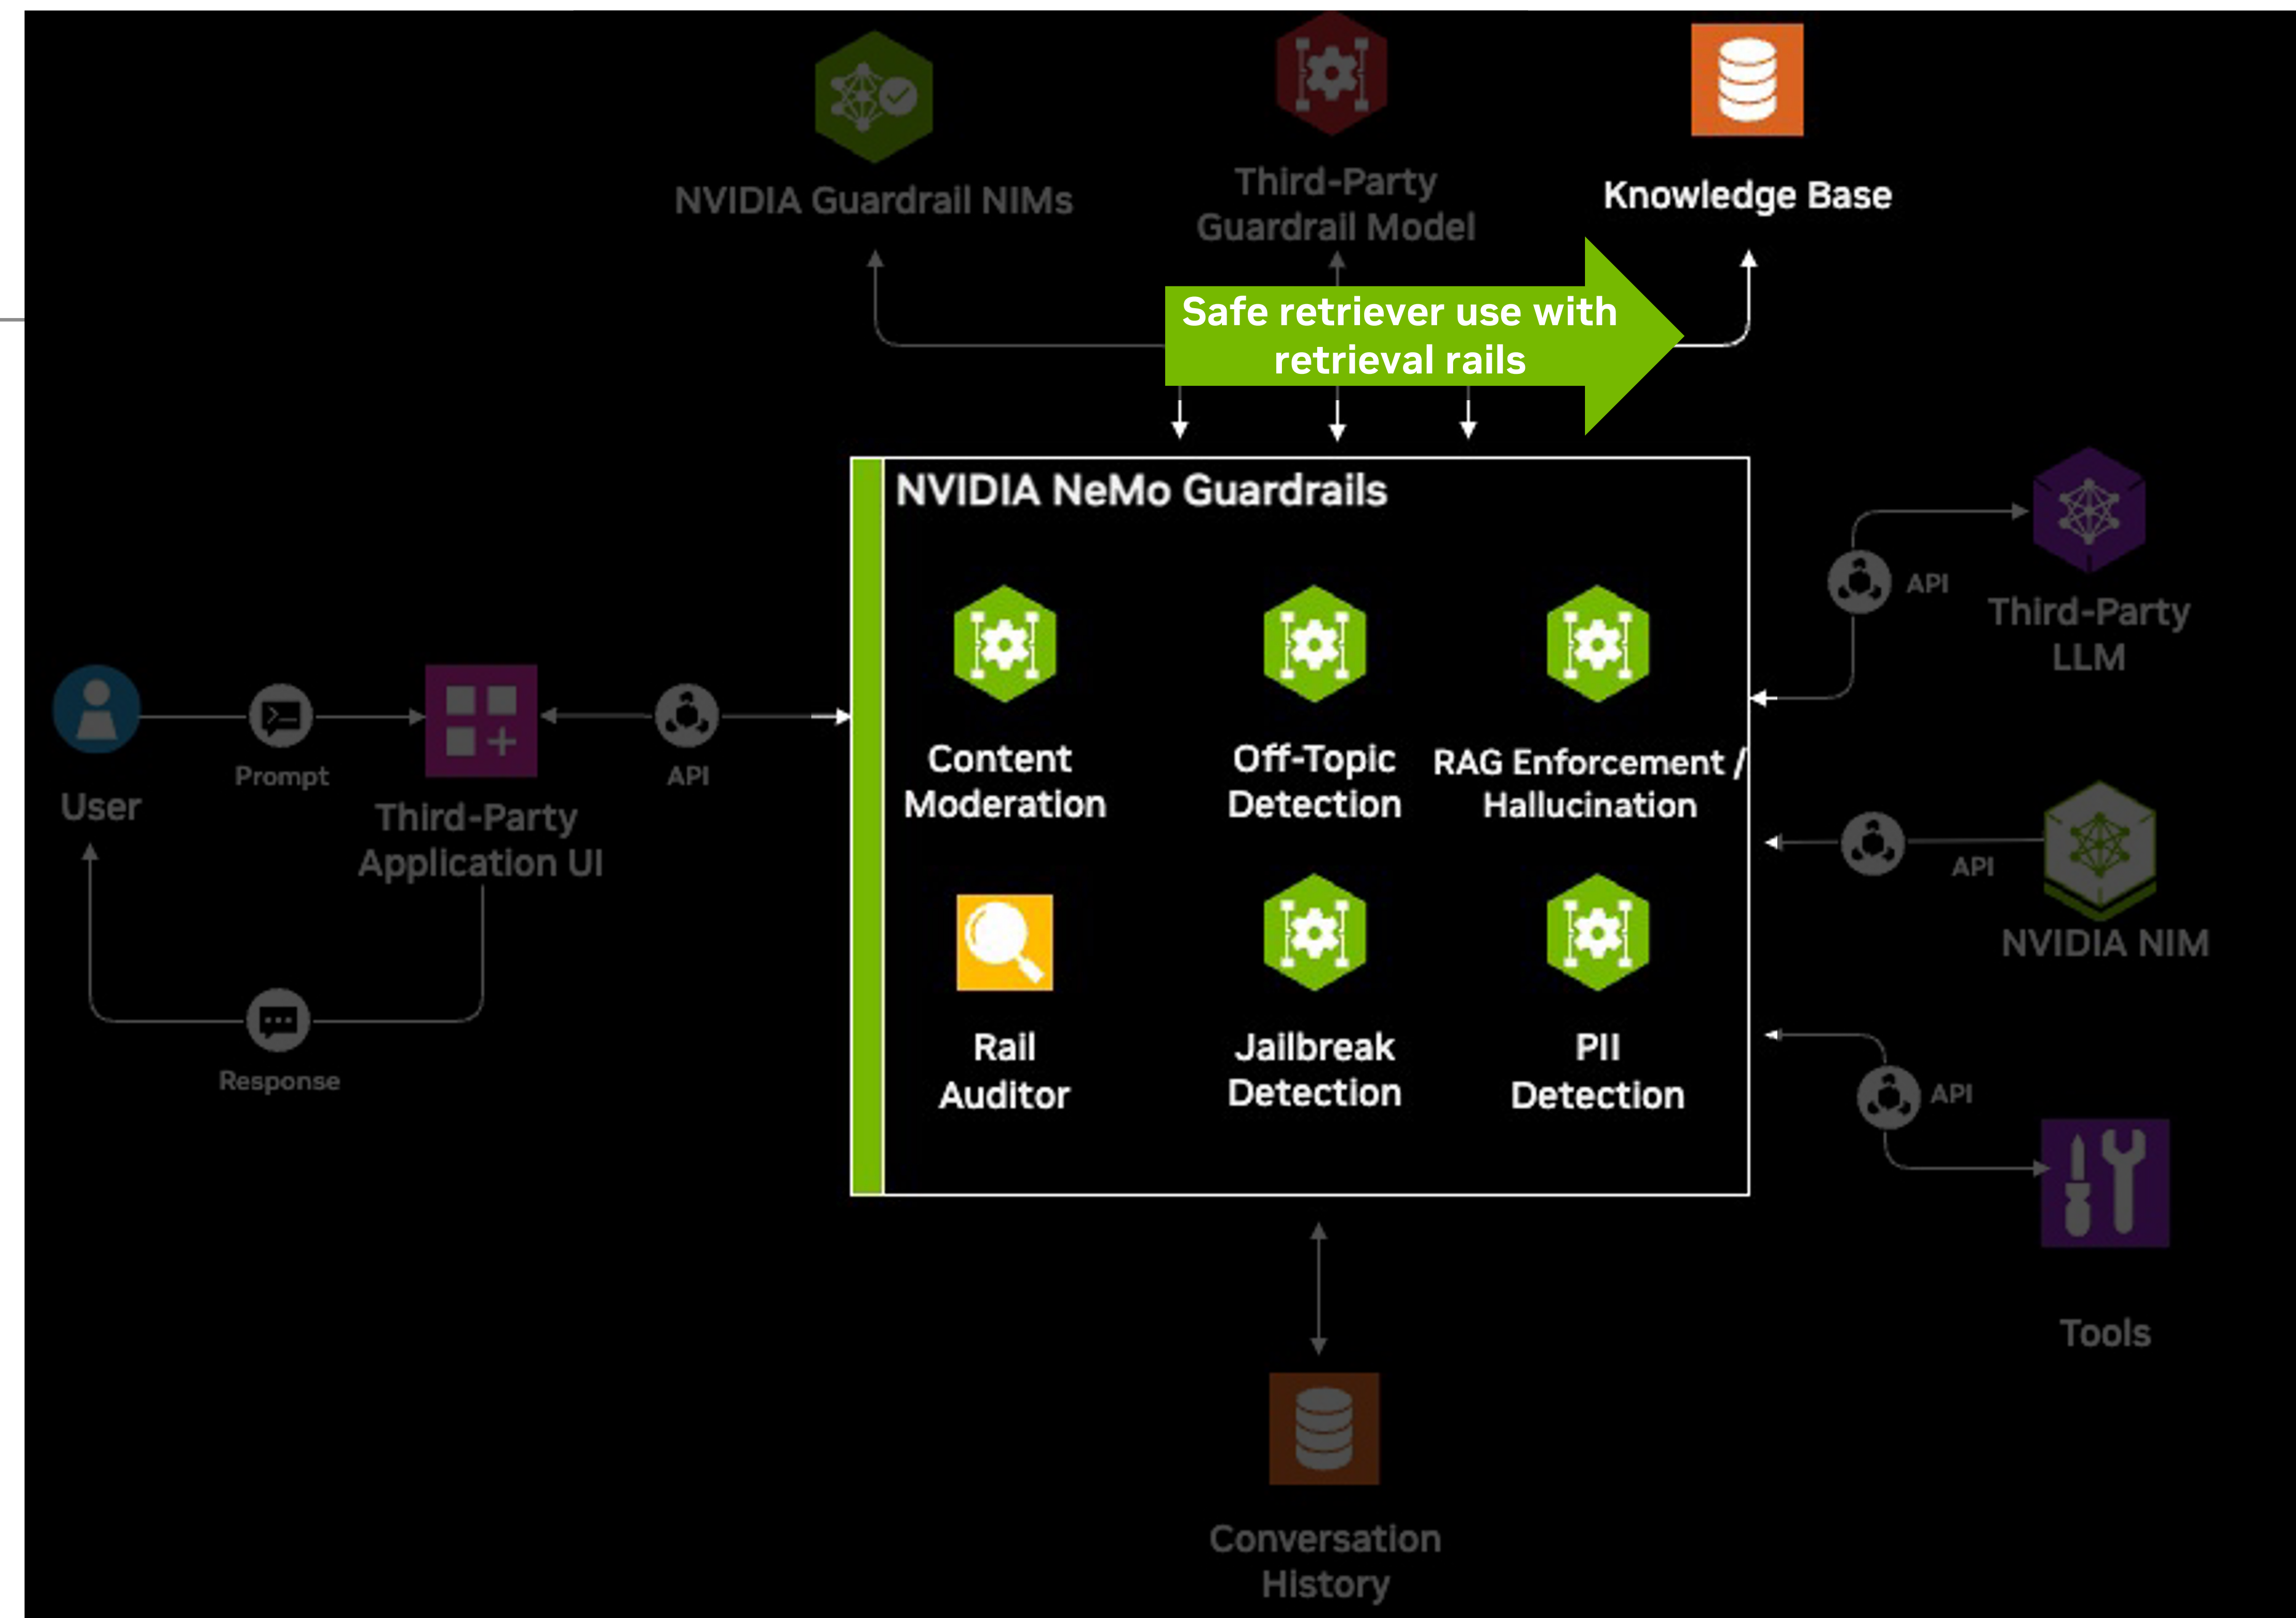 NVIDIA Guardrail NIMs
Third-Party
Guardrail Model
Knowledge Base
Safe retriever use with
retrieval rails
NVIDIA NeMo Guardrails
Content
Moderation
Off-Topic
Detection
RAG Enforcement /
Hallucination
Rail
Auditor
Jailbreak
Detection
PII
Detection
User
Prompt
Third-Party
Application UI
API
Response
API
Third-Party
LLM
API
NVIDIA NIM
API
Tools
Conversation
History